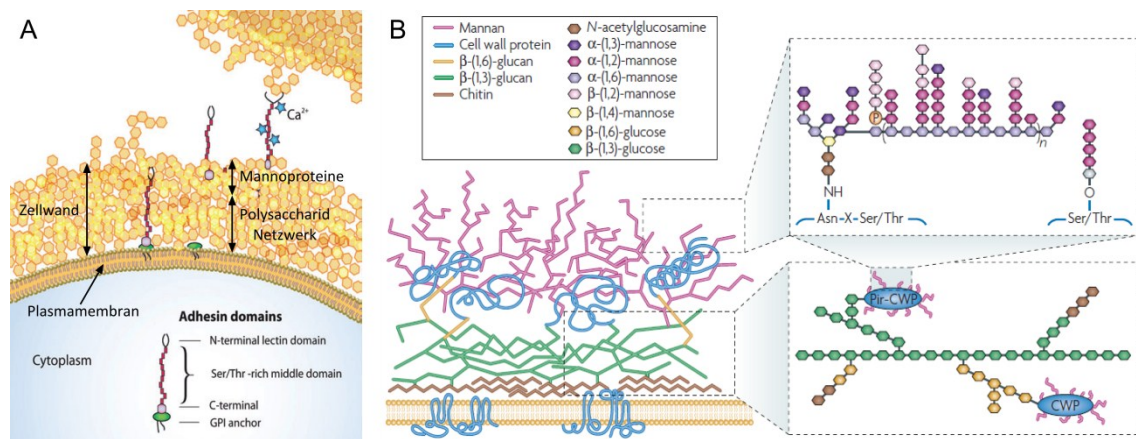 A
Ca2+
Mannoproteine
Zellwand
Polysaccharid
Netzwerk
Plasmamembran
Cytoplasm
Adhesin domains
N-terminal lectin domain
Ser/Thr -rich middle domain
C-terminal
GPI anchor
B
Mannan
Cell wall protein
β-(1,6)-glucan
β-(1,3)-glucan
Chitin
N-acetylglucosamine
α-(1,3)-mannose
α-(1,2)-mannose
α-(1,6)-mannose
β-(1,2)-mannose
β-(1,4)-mannose
β-(1,6)-glucose
β-(1,3)-glucose
P
n
NH
O
Asn-X-Ser/Thr
Ser/Thr
Pir-CWP
CWP